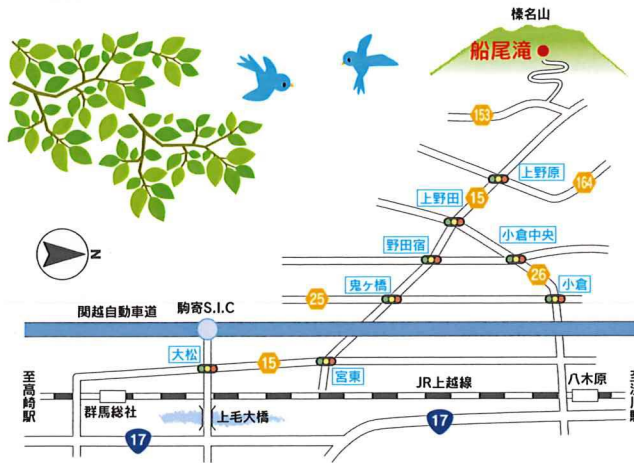 榛名山
船尾滝
153
上野原
164
15
上野田
小倉中央
野田宿
26
鬼ヶ橋
小倉
25
N
関越自動車道
駒寄S.I.C
大松
15
宮東
至高崎駅
群馬総社
JR上越線
八木原
上毛大橋
17
17